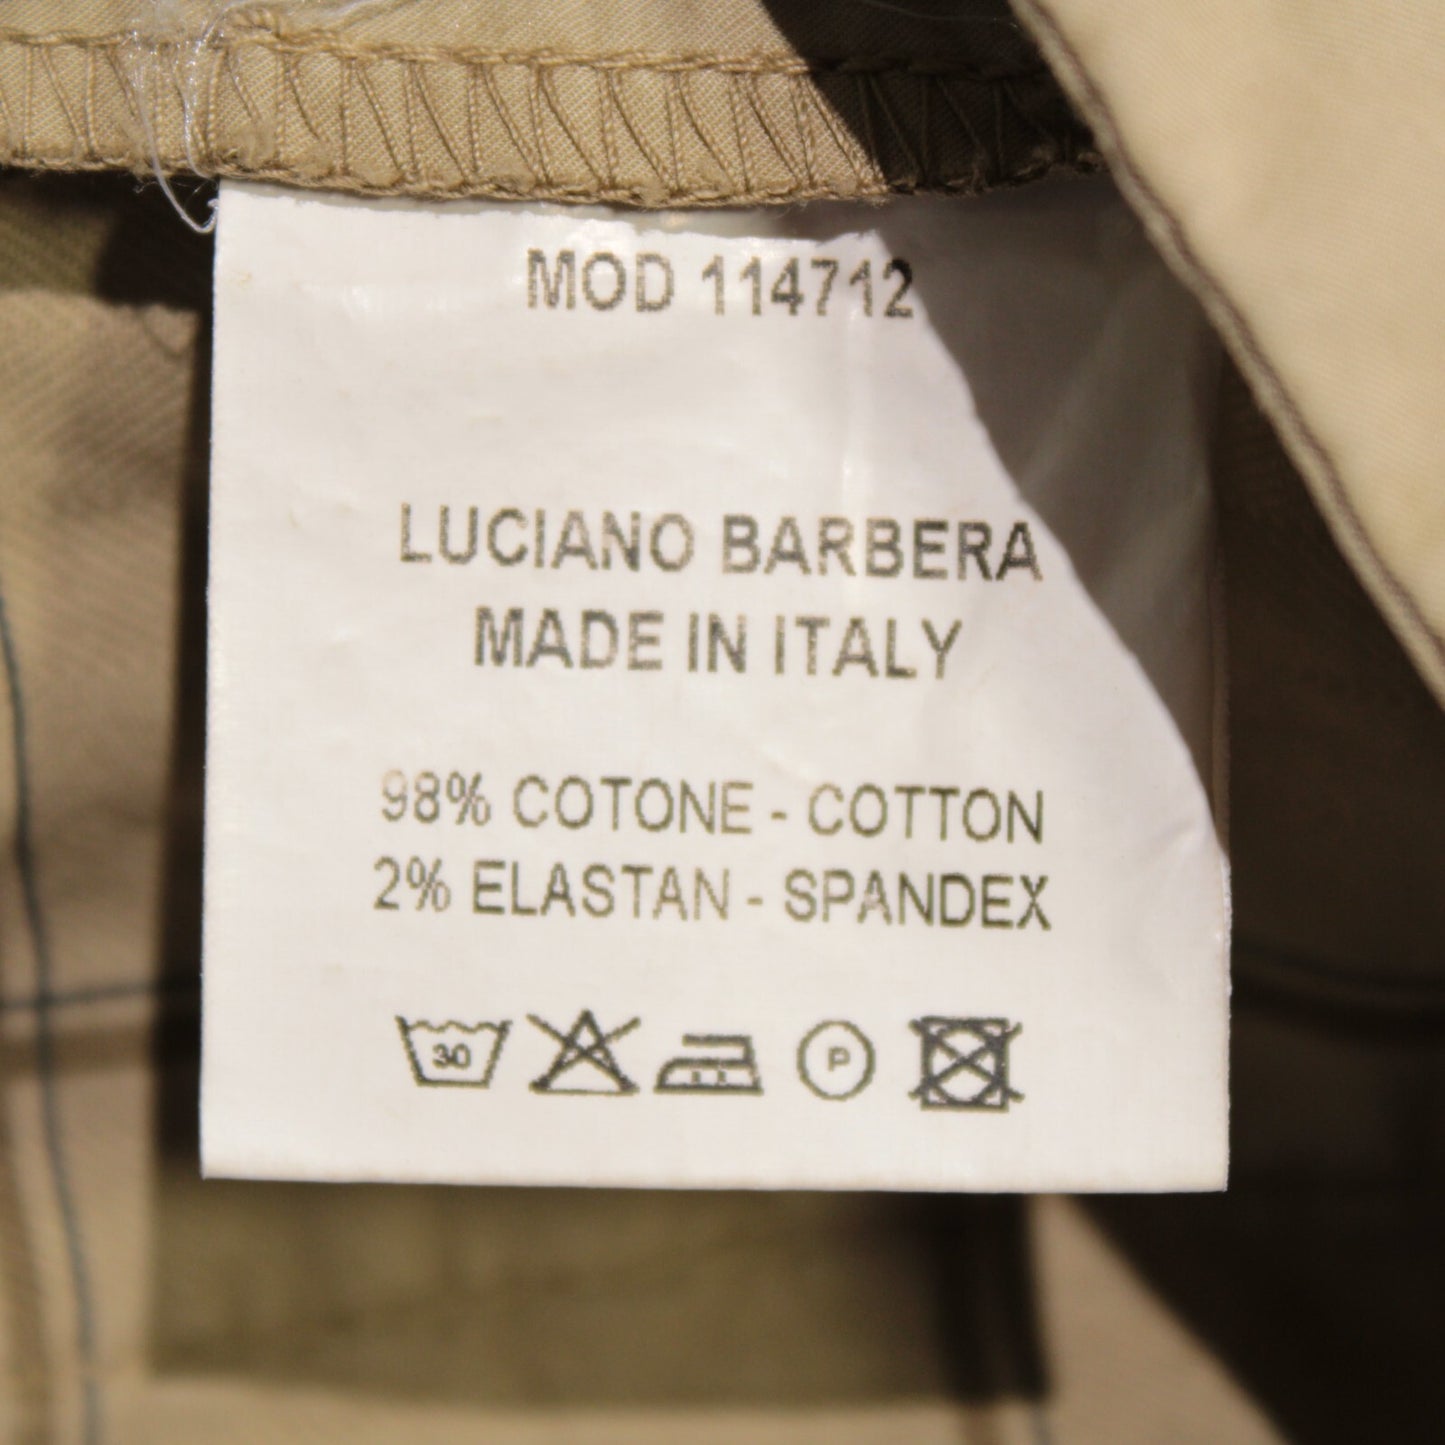 MOD 114712
LUCIANO BARBERA
MADE IN ITALY
98% COTONE - COTTON
2% ELASTAN - SPANDEX
30 P